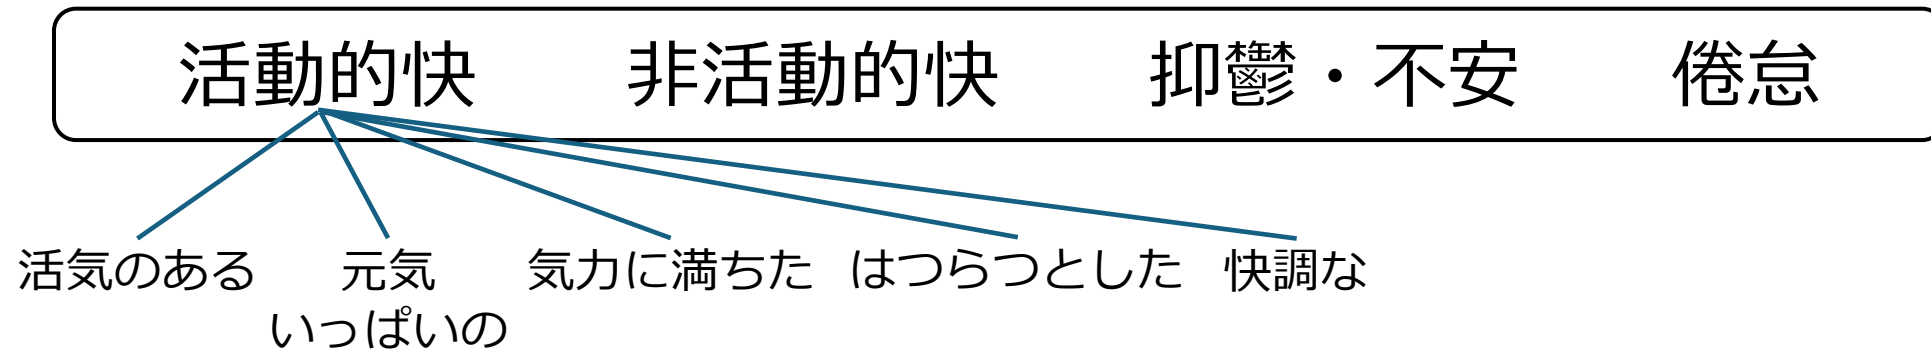 活動的快 非活動的快 抑鬱・不安 倦怠
活気のある 元気 気力に満ちた はつらつとした 快調な
いっぱいの